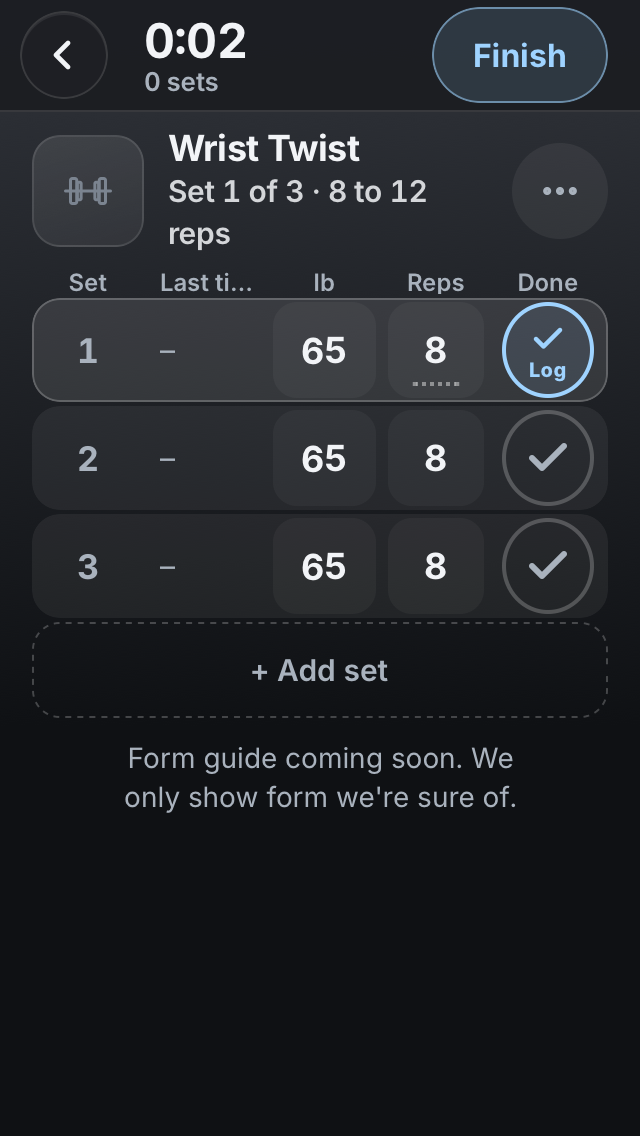 0:02
0 sets
Finish
Wrist Twist
Set 1 of 3 · 8 to 12
reps
Set Last ti... lb Reps Done
1 – 65 8 Log
2 – 65 8
3 – 65 8
+ Add set
Form guide coming soon. We
only show form we're sure of.